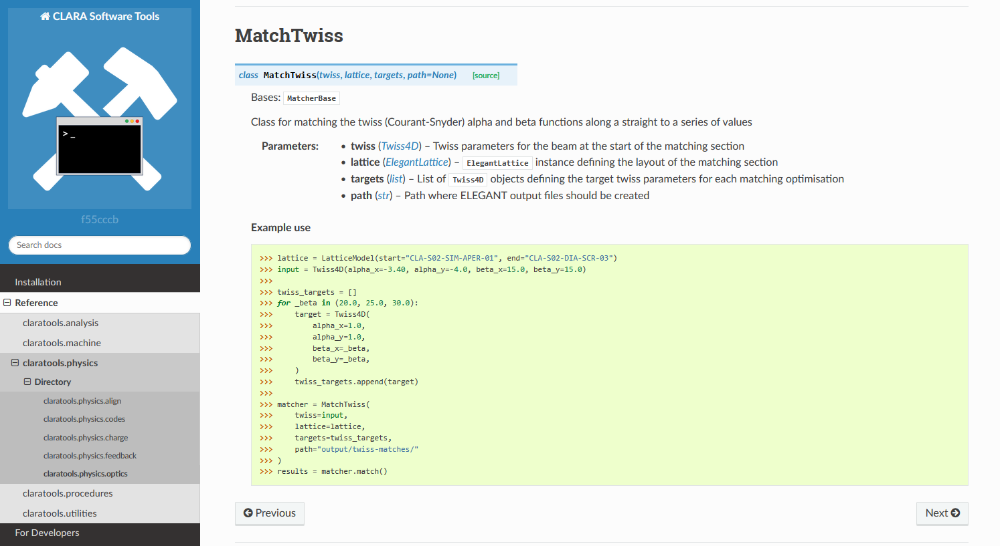 CLARA Software Tools
> _
f55cccb
Search docs
Installation
Reference
claratools.analysis
claratools.machine
claratools.physics
Directory
claratools.physics.align
claratools.physics.codes
claratools.physics.charge
claratools.physics.feedback
claratools.physics.optics
claratools.procedures
claratools.utilities
For Developers
MatchTwiss
class MatchTwiss(twiss, lattice, targets, path=None) [source]
Bases: MatcherBase
Class for matching the twiss (Courant-Snyder) alpha and beta functions along a straight to a series of values
Parameters:
• twiss (Twiss4D) – Twiss parameters for the beam at the start of the matching section
• lattice (ElegantLattice) – ElegantLattice instance defining the layout of the matching section
• targets (list) – List of Twiss4D objects defining the target twiss parameters for each matching optimisation
• path (str) – Path where ELEGANT output files should be created
Example use
>>> lattice = LatticeModel(start="CLA-S02-SIM-APER-01", end="CLA-S02-DIA-SCR-03")
>>> input = Twiss4D(alpha_x=-3.40, alpha_y=-4.0, beta_x=15.0, beta_y=15.0)
>>>
>>> twiss_targets = []
>>> for _beta in (20.0, 25.0, 30.0):
>>>     target = Twiss4D(
>>>         alpha_x=1.0,
>>>         alpha_y=1.0,
>>>         beta_x=_beta,
>>>         beta_y=_beta,
>>>     )
>>>     twiss_targets.append(target)
>>>
>>> matcher = MatchTwiss(
>>>     twiss=input,
>>>     lattice=lattice,
>>>     targets=twiss_targets,
>>>     path="output/twiss-matches/"
>>> )
>>> results = matcher.match()
Previous
Next